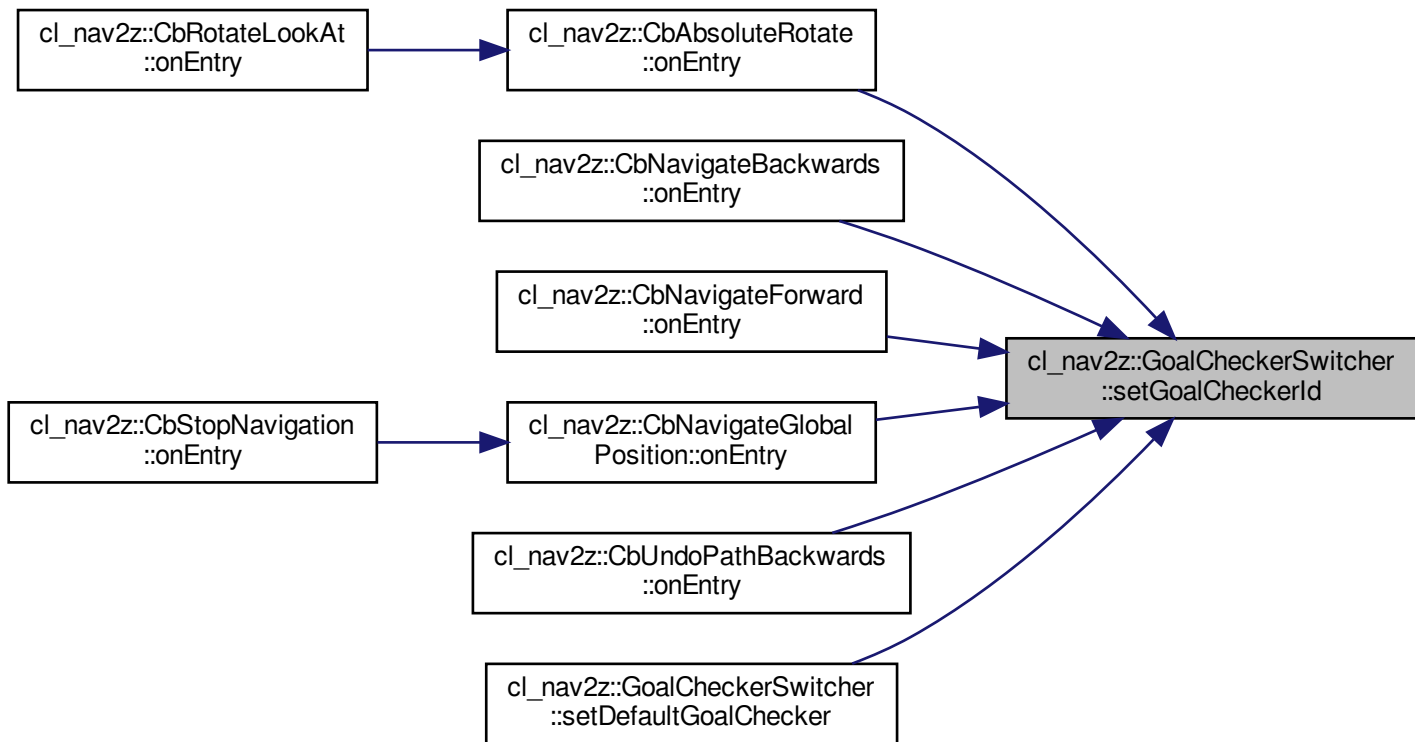 cl_nav2z::CbRotateLookAt
::onEntry
cl_nav2z::CbAbsoluteRotate
::onEntry
cl_nav2z::CbNavigateBackwards
::onEntry
cl_nav2z::CbNavigateForward
::onEntry
cl_nav2z::GoalCheckerSwitcher
::setGoalCheckerId
cl_nav2z::CbStopNavigation
::onEntry
cl_nav2z::CbNavigateGlobal
Position::onEntry
cl_nav2z::CbUndoPathBackwards
::onEntry
cl_nav2z::GoalCheckerSwitcher
::setDefaultGoalChecker